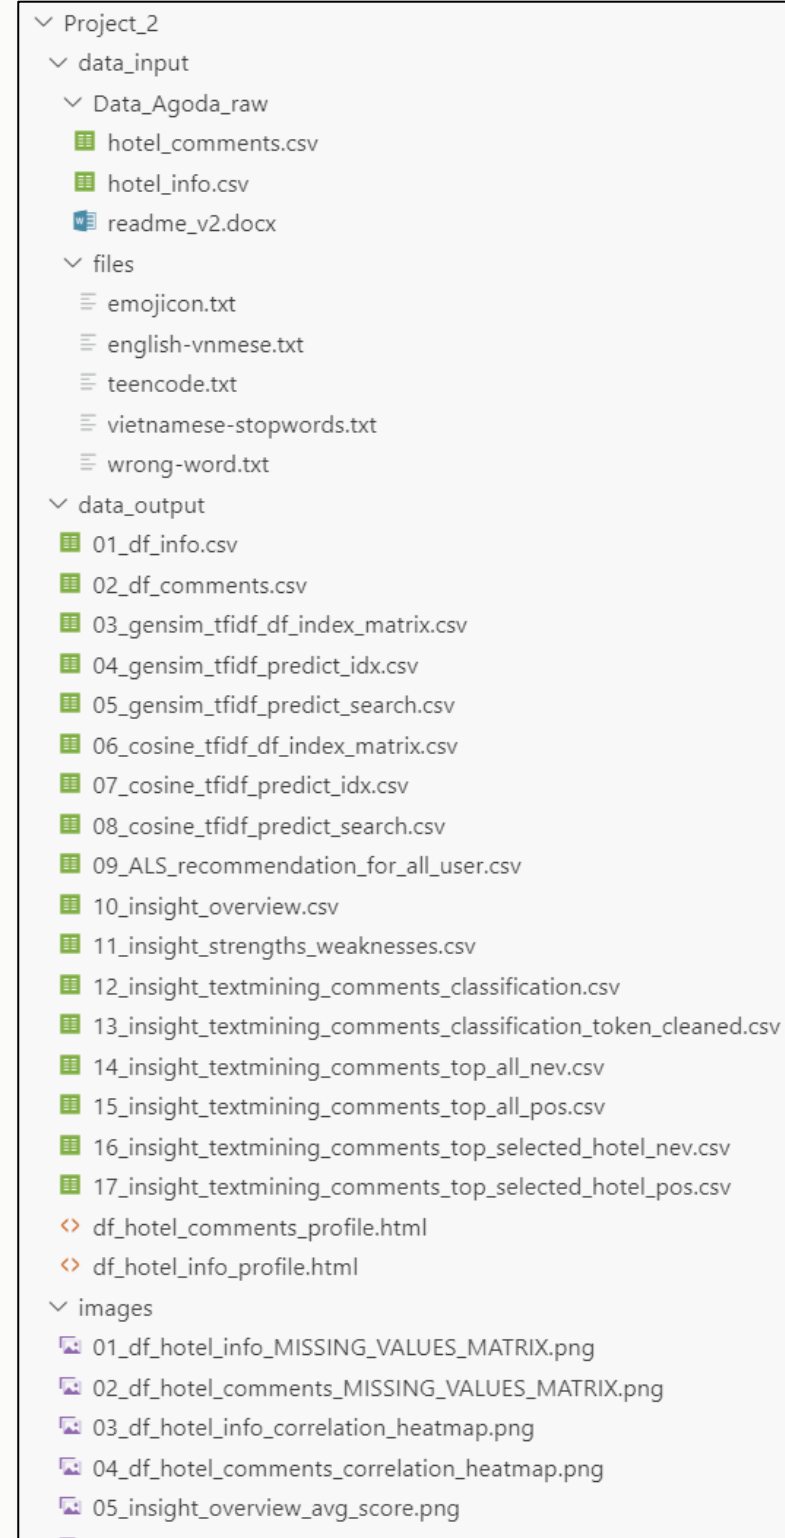 Project_2
data_input
Data_Agoda_raw
hotel_comments.csv
hotel_info.csv
readme_v2.docx
files
emojicon.txt
english-vnmese.txt
teencode.txt
vietnamese-stopwords.txt
wrong-word.txt
data_output
01_df_info.csv
02_df_comments.csv
03_gensim_tfidf_df_index_matrix.csv
04_gensim_tfidf_predict_idx.csv
05_gensim_tfidf_predict_search.csv
06_cosine_tfidf_df_index_matrix.csv
07_cosine_tfidf_predict_idx.csv
08_cosine_tfidf_predict_search.csv
09_ALS_recommendation_for_all_user.csv
10_insight_overview.csv
11_insight_strengths_weaknesses.csv
12_insight_textmining_comments_classification.csv
13_insight_textmining_comments_classification_token_cleaned.csv
14_insight_textmining_comments_top_all_nev.csv
15_insight_textmining_comments_top_all_pos.csv
16_insight_textmining_comments_top_selected_hotel_nev.csv
17_insight_textmining_comments_top_selected_hotel_pos.csv
df_hotel_comments_profile.html
df_hotel_info_profile.html
images
01_df_hotel_info_MISSING_VALUES_MATRIX.png
02_df_hotel_comments_MISSING_VALUES_MATRIX.png
03_df_hotel_info_correlation_heatmap.png
04_df_hotel_comments_correlation_heatmap.png
05_insight_overview_avg_score.png